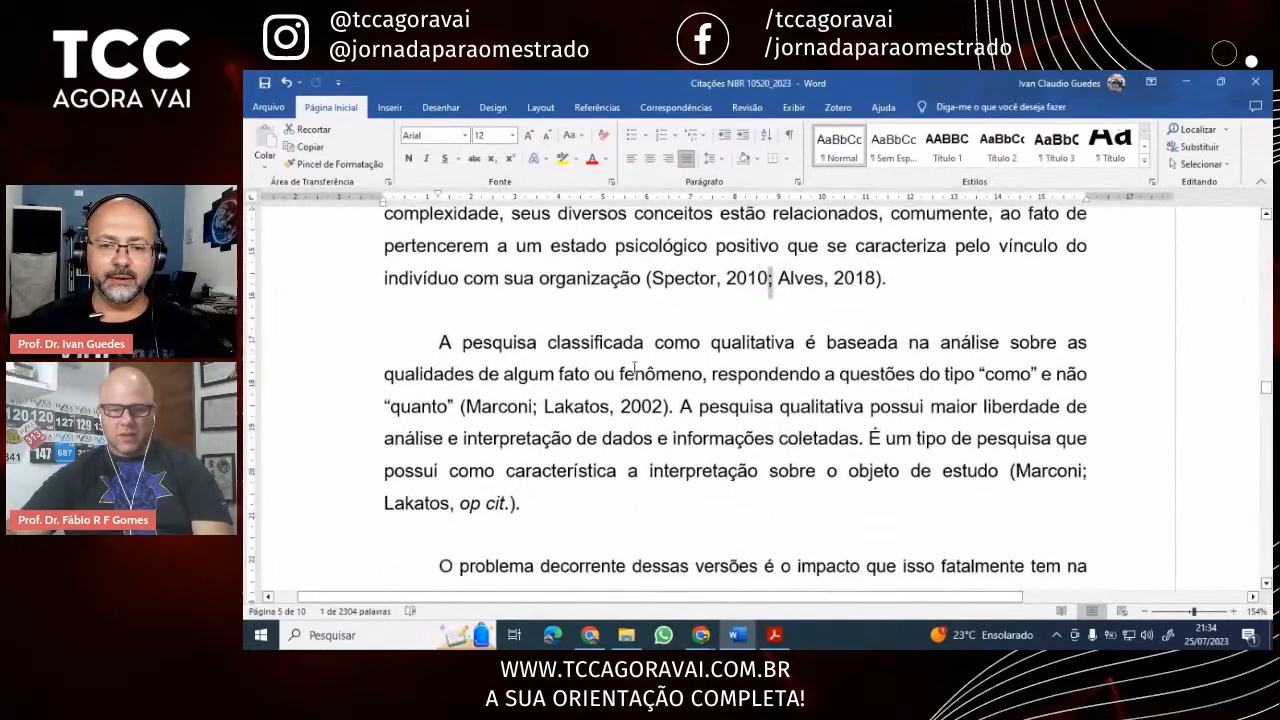 TCC
AGORA VAI
@tccagoravai
@jornadaparaomestrado
/tccagoravai
/jornadaparaomestrado
Citações NBR 10520_2023 - Word
Ivan Claudio Guedes
Arquivo Página Inicial Inserir Desenhar Design Layout Referências Correspondências Revisão Exibir Zotero Ajuda Diga-me o que você deseja fazer
Colar
Recortar
Copiar
Pincel de Formatação
Área de Transferência
Arial 12
Fonte
Parágrafo
AaBbCc AaBbCc AABBC AaBbCc AaBbC Aa
¶ Normal ¶ Sem Esp... Título 1 Título 2 ¶ Título 3 ¶ Título
Estilos
Localizar
Substituir
Selecionar
Editando
complexidade, seus diversos conceitos estão relacionados, comumente, ao fato de
pertencerem a um estado psicológico positivo que se caracteriza pelo vínculo do
indivíduo com sua organização (Spector, 2010; Alves, 2018).
A pesquisa classificada como qualitativa é baseada na análise sobre as
qualidades de algum fato ou fenômeno, respondendo a questões do tipo “como” e não
“quanto” (Marconi; Lakatos, 2002). A pesquisa qualitativa possui maior liberdade de
análise e interpretação de dados e informações coletadas. É um tipo de pesquisa que
possui como característica a interpretação sobre o objeto de estudo (Marconi;
Lakatos, op cit.).
O problema decorrente dessas versões é o impacto que isso fatalmente tem na
Página 5 de 10 1 de 2304 palavras
154%
Pesquisar
23°C Ensolarado
21:34
25/07/2023
Prof. Dr. Ivan Guedes
Prof. Dr. Fábio R F Gomes
WWW.TCCAGORAVAI.COM.BR
A SUA ORIENTAÇÃO COMPLETA!